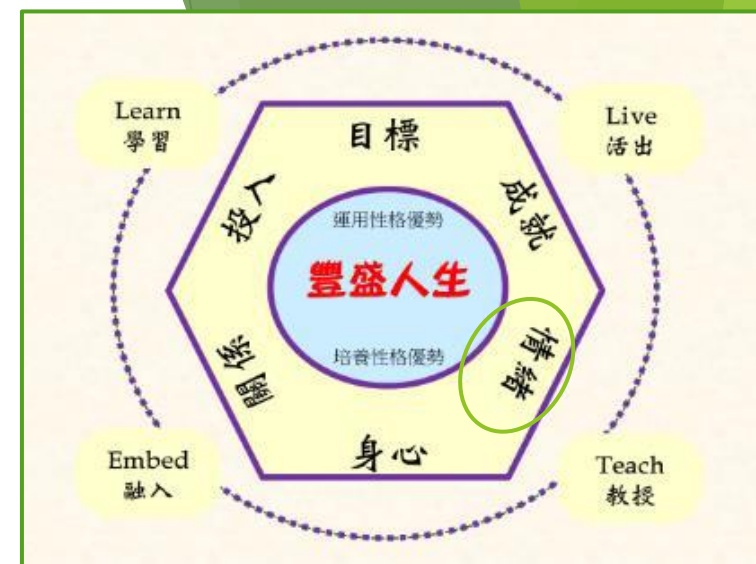 Learn
學習
Live
活出
目標
投入
成就
運用性格優勢
豐盛人生
培養性格優勢
關係
情緒
身心
Embed
融入
Teach
教授